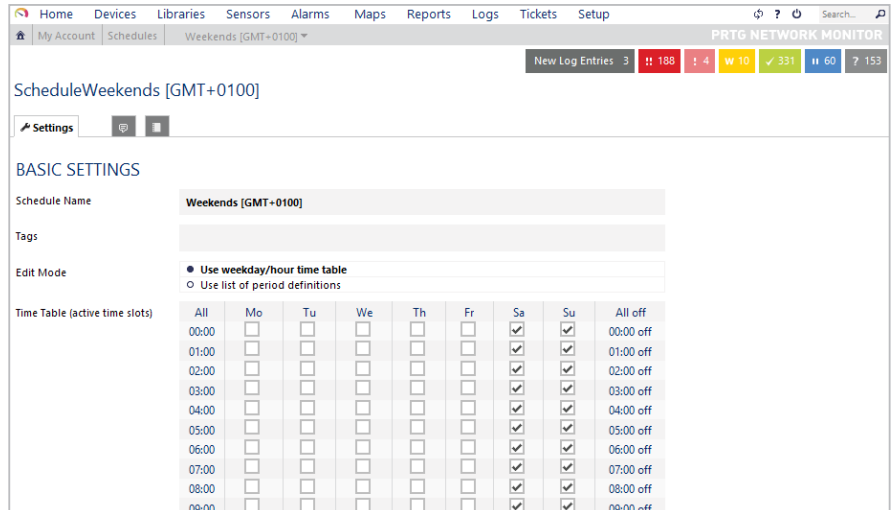 Home Devices Libraries Sensors Alarms Maps Reports Logs Tickets Setup ? Search...
My Account Schedules Weekends [GMT+0100] PRTG NETWORK MONITOR
New Log Entries 3 !! 188 ! 4 W 10 331 60 ? 153
ScheduleWeekends [GMT+0100]
Settings
BASIC SETTINGS
Schedule Name Weekends [GMT+0100]
Tags
Edit Mode Use weekday/hour time table
Use list of period definitions
Time Table (active time slots) All Mo Tu We Th Fr Sa Su All off
00:00 00:00 off
01:00 01:00 off
02:00 02:00 off
03:00 03:00 off
04:00 04:00 off
05:00 05:00 off
06:00 06:00 off
07:00 07:00 off
08:00 08:00 off
09:00 09:00 off